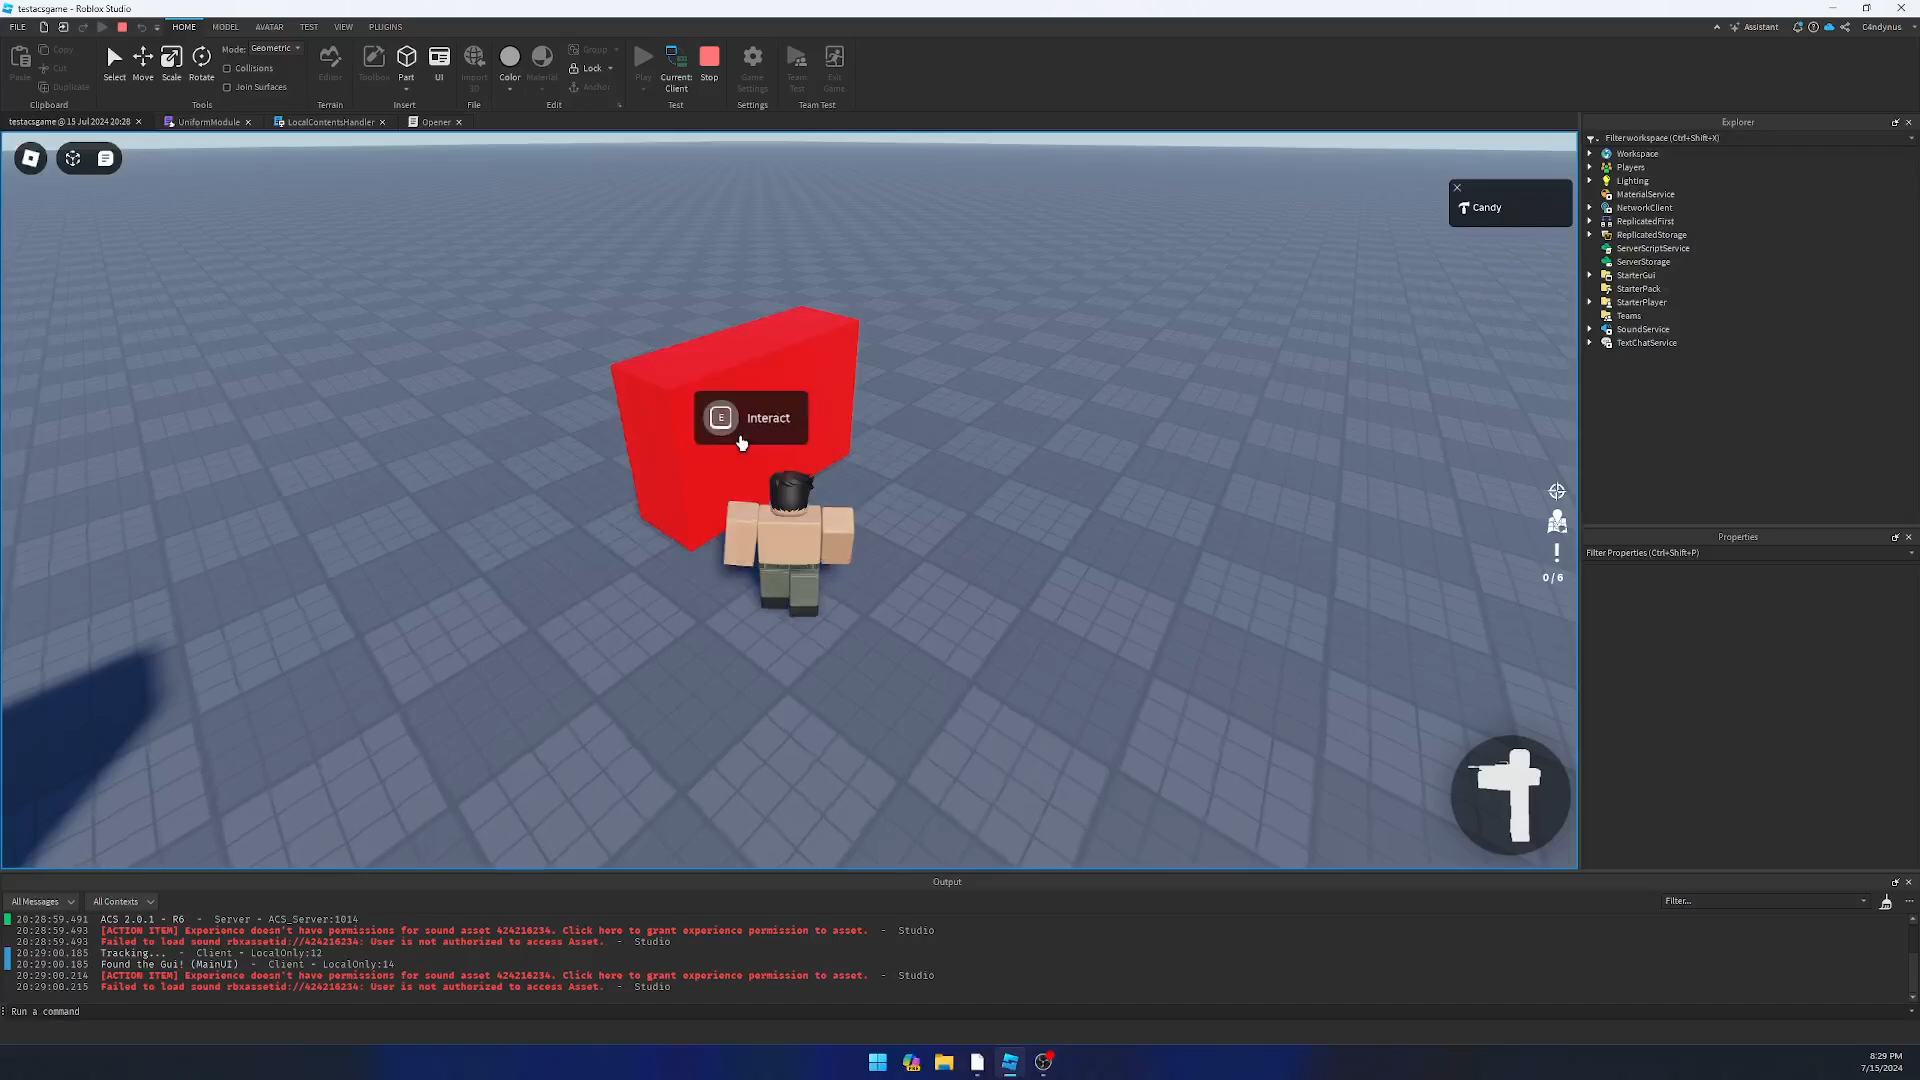 testacsgame - Roblox Studio
FILE HOME MODEL AVATAR TEST VIEW PLUGINS Assistant C4ndynus
Paste Copy Cut Duplicate Clipboard
Select Move Scale Rotate Mode: Geometric Collisions Join Surfaces Tools
Editor Terrain
Toolbox Part UI Insert
Import 3D File
Color Material Group Lock Anchor Edit
Play Current: Client Stop Test
Game Settings Settings
Team Test Exit Game Team Test
testacsgame @ 15 Jul 2024 20:28 UniformModule LocalContentsHandler Opener
Candy
E Interact
0 / 6
Explorer
Filter workspace (Ctrl+Shift+X)
Workspace
Players
Lighting
MaterialService
NetworkClient
ReplicatedFirst
ReplicatedStorage
ServerScriptService
ServerStorage
StarterGui
StarterPack
StarterPlayer
Teams
SoundService
TextChatService
Properties
Filter Properties (Ctrl+Shift+P)
Output
All Messages All Contexts Filter...
20:28:59.491 ACS 2.0.1 - R6 - Server - ACS_Server:1014
20:28:59.493 [ACTION ITEM] Experience doesn't have permissions for sound asset 424216234. Click here to grant experience permission to asset. - Studio
20:28:59.493 Failed to load sound rbxassetid://424216234: User is not authorized to access Asset. - Studio
20:29:00.185 Tracking... - Client - LocalOnly:12
20:29:00.185 Found the Gui! (MainUI) - Client - LocalOnly:14
20:29:00.214 [ACTION ITEM] Experience doesn't have permissions for sound asset 424216234. Click here to grant experience permission to asset. - Studio
20:29:00.215 Failed to load sound rbxassetid://424216234: User is not authorized to access Asset. - Studio
Run a command
8:29 PM
7/15/2024